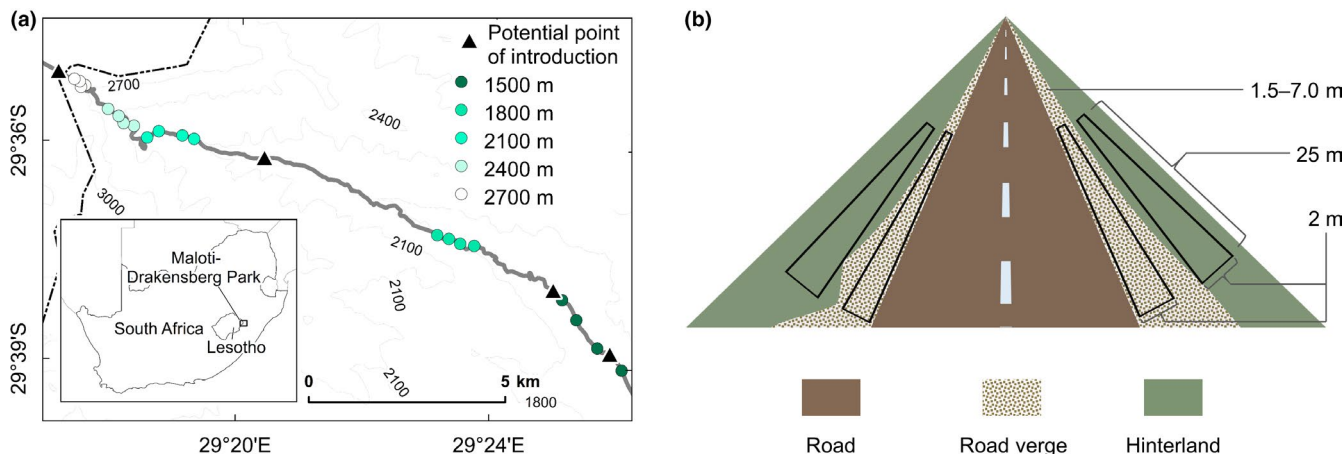 (a)
Potential point
of introduction
1500 m
1800 m
2100 m
2400 m
2700 m
2700
2400
3000
2100
2100
2100
1800
29°36'S
29°39'S
Maloti-
Drakensberg Park
South Africa
Lesotho
0 5 km
29°20'E 29°24'E
(b)
1.5–7.0 m
25 m
2 m
Road Road verge Hinterland